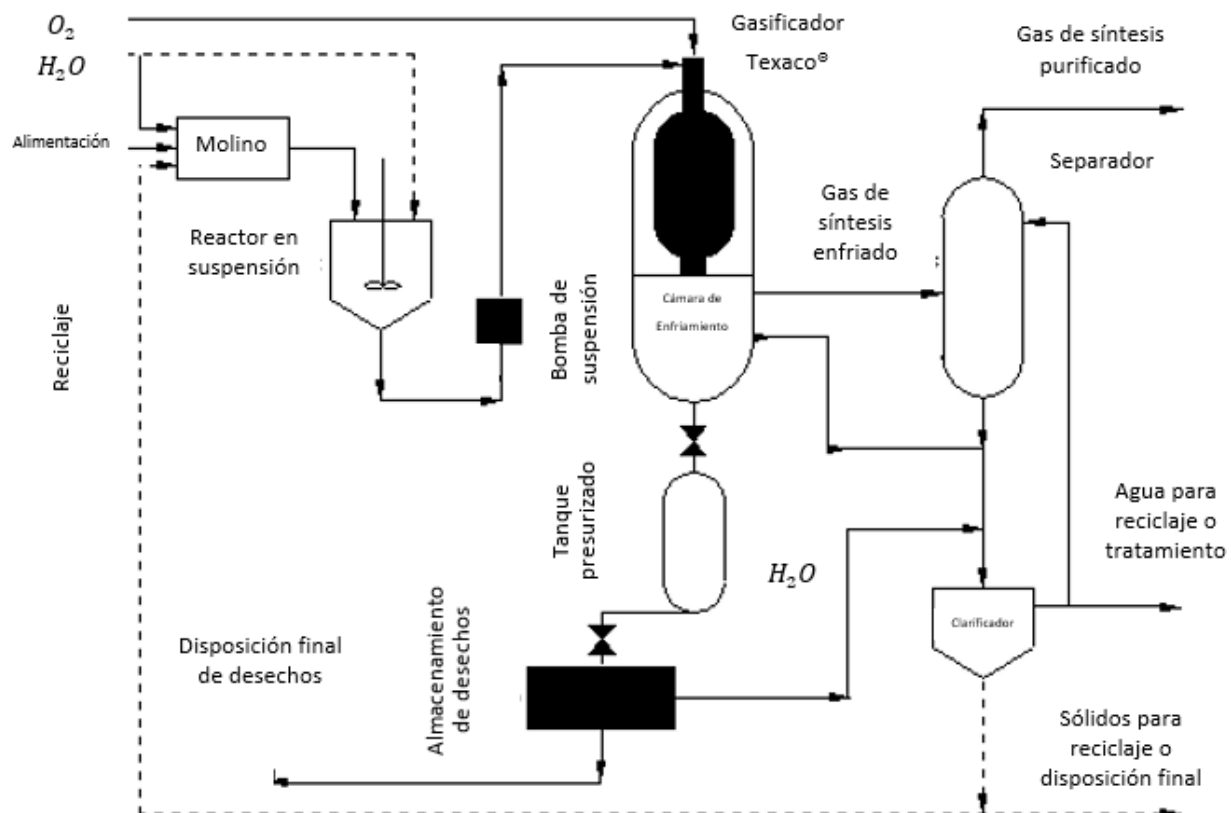 O₂
H₂O
Alimentación
Molino
Reactor en
suspensión
Reciclaje
Bomba de
suspensión
Gasificador
Texaco®
Cámara de
Enfriamiento
Gas de
síntesis
enfriado
Gas de síntesis
purificado
Separador
Tanque
presurizado
H₂O
Agua para
reciclaje o
tratamiento
Clarificador
Disposición final
de desechos
Almacenamiento
de desechos
Sólidos para
reciclaje o
disposición final